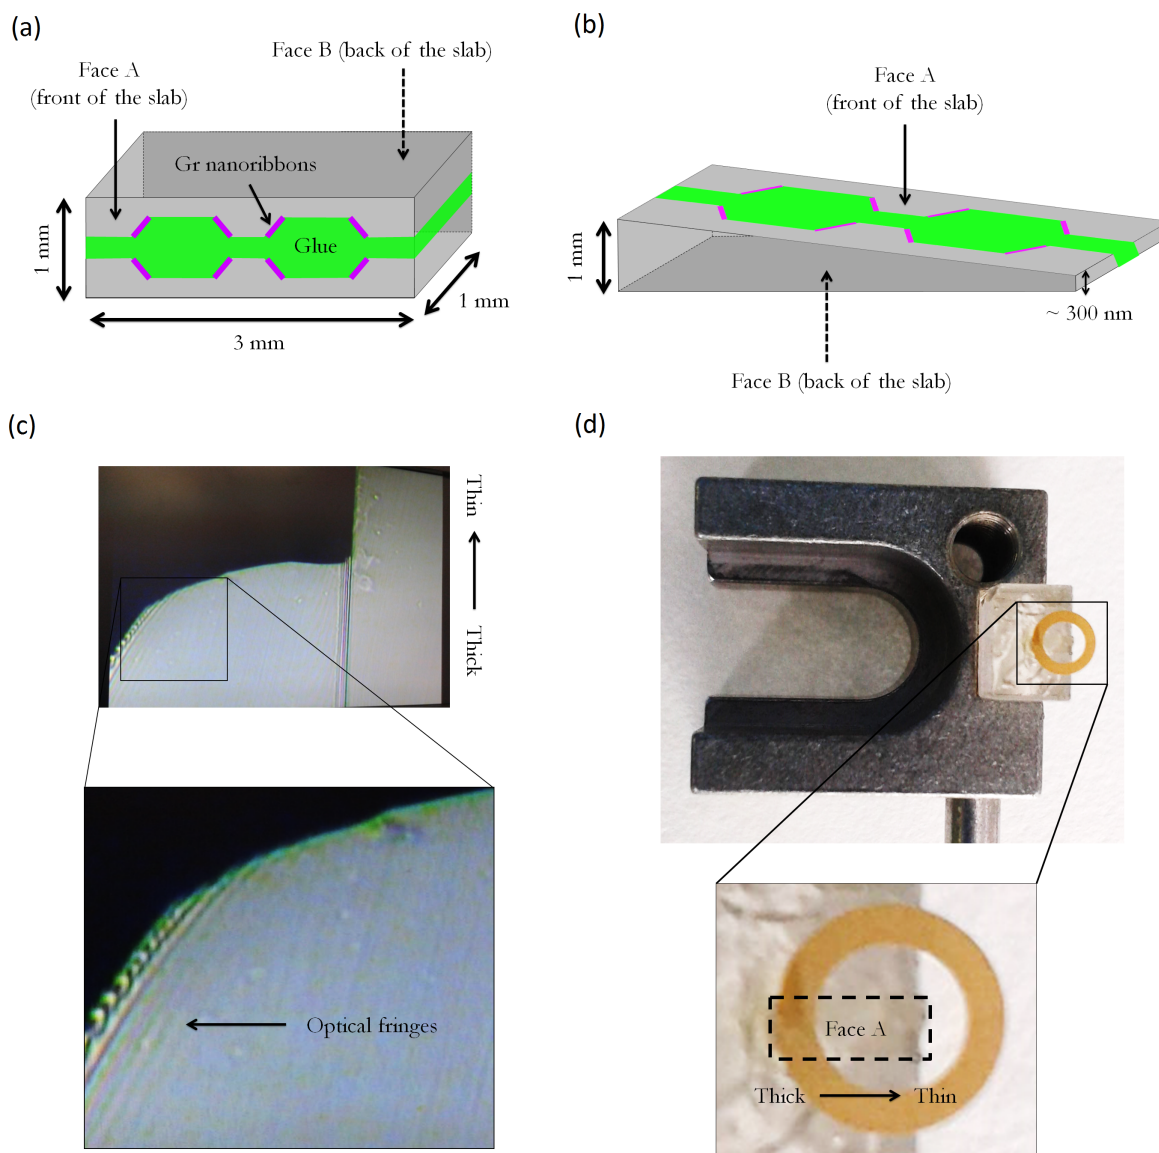 (a)
Face B (back of the slab)
Face A
(front of the slab)
Gr nanoribbons
Glue
1 mm
1 mm
3 mm
(b)
Face A
(front of the slab)
1 mm
~ 300 nm
Face B (back of the slab)
(c)
Thin
Thick
Optical fringes
(d)
Face A
Thick
Thin